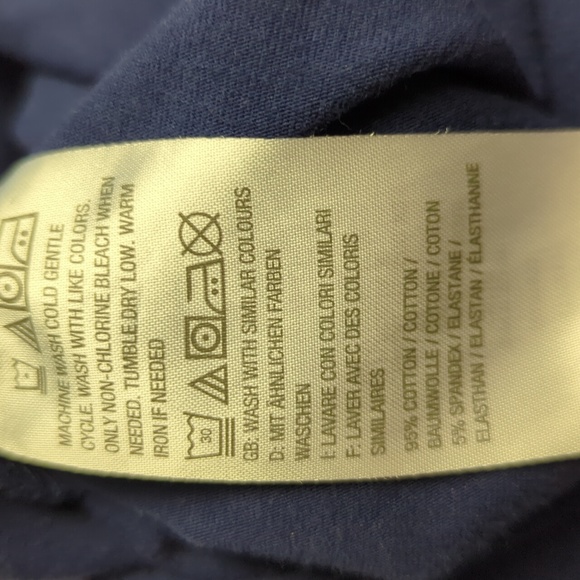 MACHINE WASH COLD GENTLE
CYCLE. WASH WITH LIKE COLORS.
ONLY NON-CHLORINE BLEACH WHEN
NEEDED. TUMBLE DRY LOW. WARM
IRON IF NEEDED
30
GB: WASH WITH SIMILAR COLOURS
D: MIT ÄHNLICHEN FARBEN
WASCHEN
I: LAVARE CON COLORI SIMILARI
F: LAVER AVEC DES COLORIS
SIMILAIRES
95% COTTON / COTTON /
BAUMWOLLE / COTONE / COTON
5% SPANDEX / ELASTANE /
ELASTHAN / ELASTAN / ÉLASTHANNE